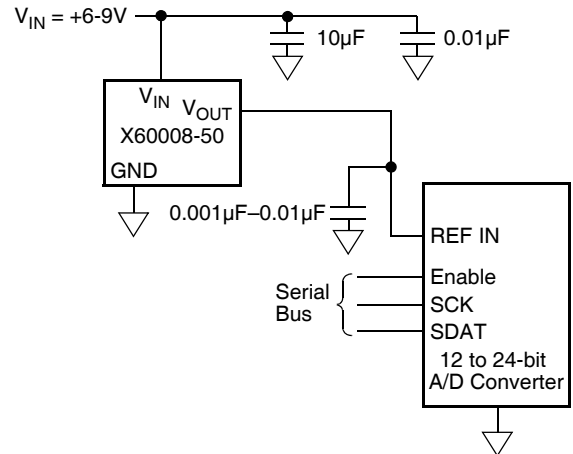 V_IN = +6-9V
10µF
0.01µF
V_IN
V_OUT
X60008-50
GND
0.001µF–0.01µF
REF IN
Enable
Serial
Bus
SCK
SDAT
12 to 24-bit
A/D Converter